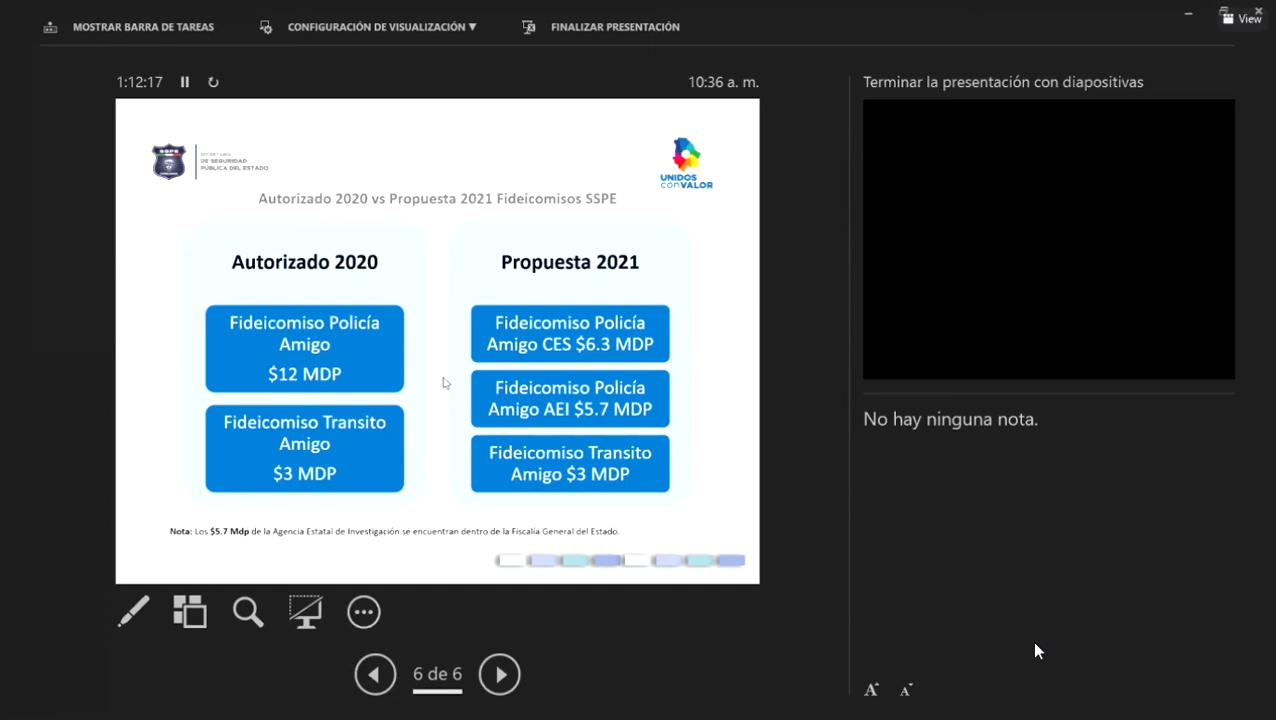 MOSTRAR BARRA DE TAREAS
CONFIGURACIÓN DE VISUALIZACIÓN ▼
FINALIZAR PRESENTACIÓN
View
1:12:17
10:36 a. m.
Terminar la presentación con diapositivas
SSPE
DE SEGURIDAD
PÚBLICA DEL ESTADO
UNIDOS
conVALOR
Autorizado 2020 vs Propuesta 2021 Fideicomisos SSPE
Autorizado 2020
Fideicomiso Policía
Amigo
$12 MDP
Fideicomiso Transito
Amigo
$3 MDP
Propuesta 2021
Fideicomiso Policía
Amigo CES $6.3 MDP
Fideicomiso Policía
Amigo AEI $5.7 MDP
Fideicomiso Transito
Amigo $3 MDP
Nota: Los $5.7 Mdp de la Agencia Estatal de Investigación se encuentran dentro de la Fiscalía General del Estado.
No hay ninguna nota.
6 de 6
A A